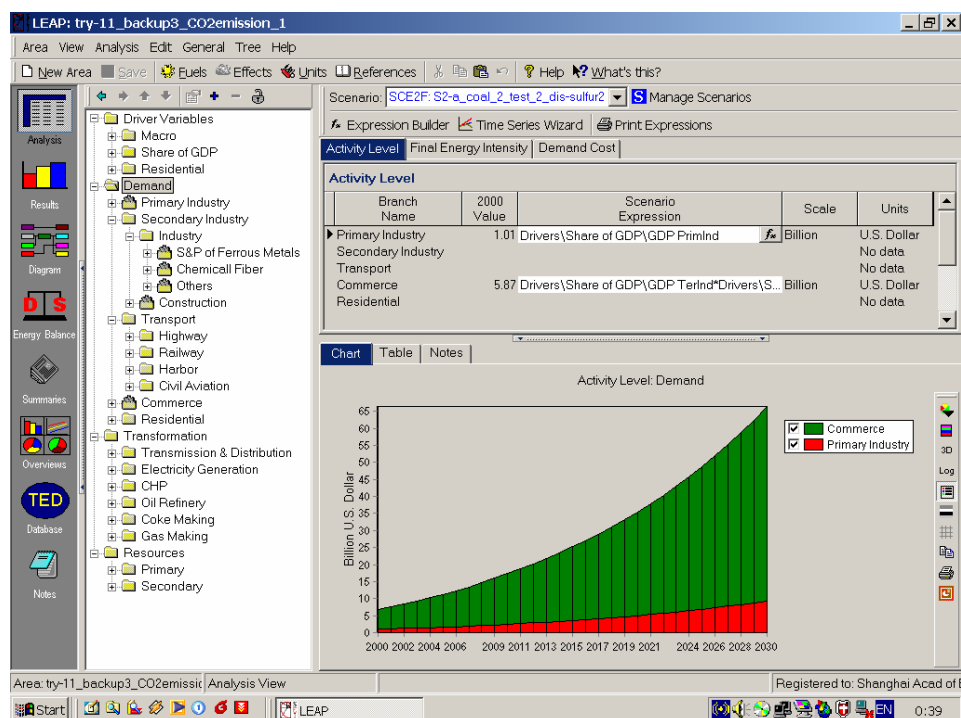 LEAP: try-11_backup3_CO2emission_1
Area View Analysis Edit General Tree Help
New Area Save Fuels Effects Units References Help What's this?
Analysis
Results
Diagram
Energy Balance
Summaries
Overviews
TED
Database
Notes
Driver Variables
Macro
Share of GDP
Residential
Demand
Primary Industry
Secondary Industry
Industry
S&P of Ferrous Metals
Chemicall Fiber
Others
Construction
Transport
Highway
Railway
Harbor
Civil Aviation
Commerce
Residential
Transformation
Transmission & Distribution
Electricity Generation
CHP
Oil Refinery
Coke Making
Gas Making
Resources
Primary
Secondary
Scenario: SCE2F: S2-a_coal_2_test_2_dis-sulfur2 S Manage Scenarios
Expression Builder Time Series Wizard Print Expressions
Activity Level Final Energy Intensity Demand Cost
Activity Level
Branch Name 2000 Value Scenario Expression Scale Units
Primary Industry 1.01 Drivers\Share of GDP\GDP PrimInd fx Billion U.S. Dollar
Secondary Industry No data
Transport No data
Commerce 5.87 Drivers\Share of GDP\GDP TerInd*Drivers\S... Billion U.S. Dollar
Residential No data
Chart Table Notes
Activity Level: Demand
Billion U.S. Dollar
65
60
55
50
45
40
35
30
25
20
15
10
5
0
2000 2002 2004 2006 2009 2011 2013 2015 2017 2019 2021 2024 2026 2028 2030
Commerce
Primary Industry
3D
Log
Area: try-11_backup3_CO2emissic Analysis View Registered to: Shanghai Acad of E
Start LEAP EN 0:39